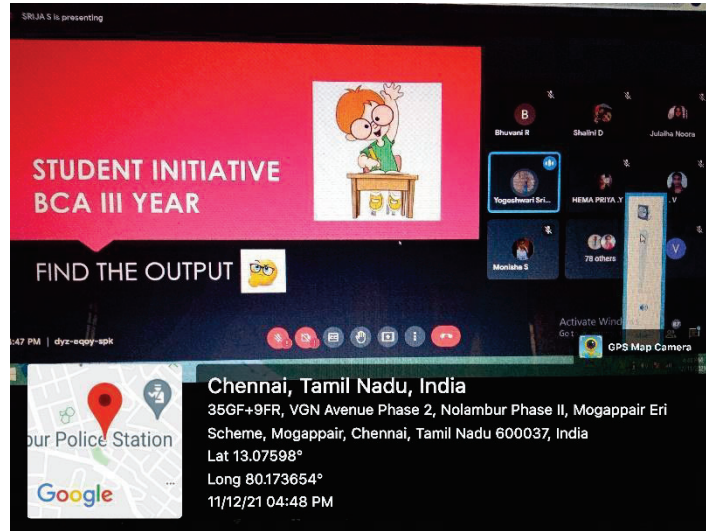 SRIJA S is presenting
STUDENT INITIATIVE
BCA III YEAR
FIND THE OUTPUT
B
Bhuvani R
Shalini D
Julaiha Noora
Yogeshwari Sri...
HEMA PRIYA .Y
. V
Monisha S
78 others
V
:47 PM | dyz-eqoy-spk
Activate Wind
GPS Map Camera
ur Police Station
Google
Chennai, Tamil Nadu, India
35GF+9FR, VGN Avenue Phase 2, Nolambur Phase II, Mogappair Eri
Scheme, Mogappair, Chennai, Tamil Nadu 600037, India
Lat 13.07598°
Long 80.173654°
11/12/21 04:48 PM